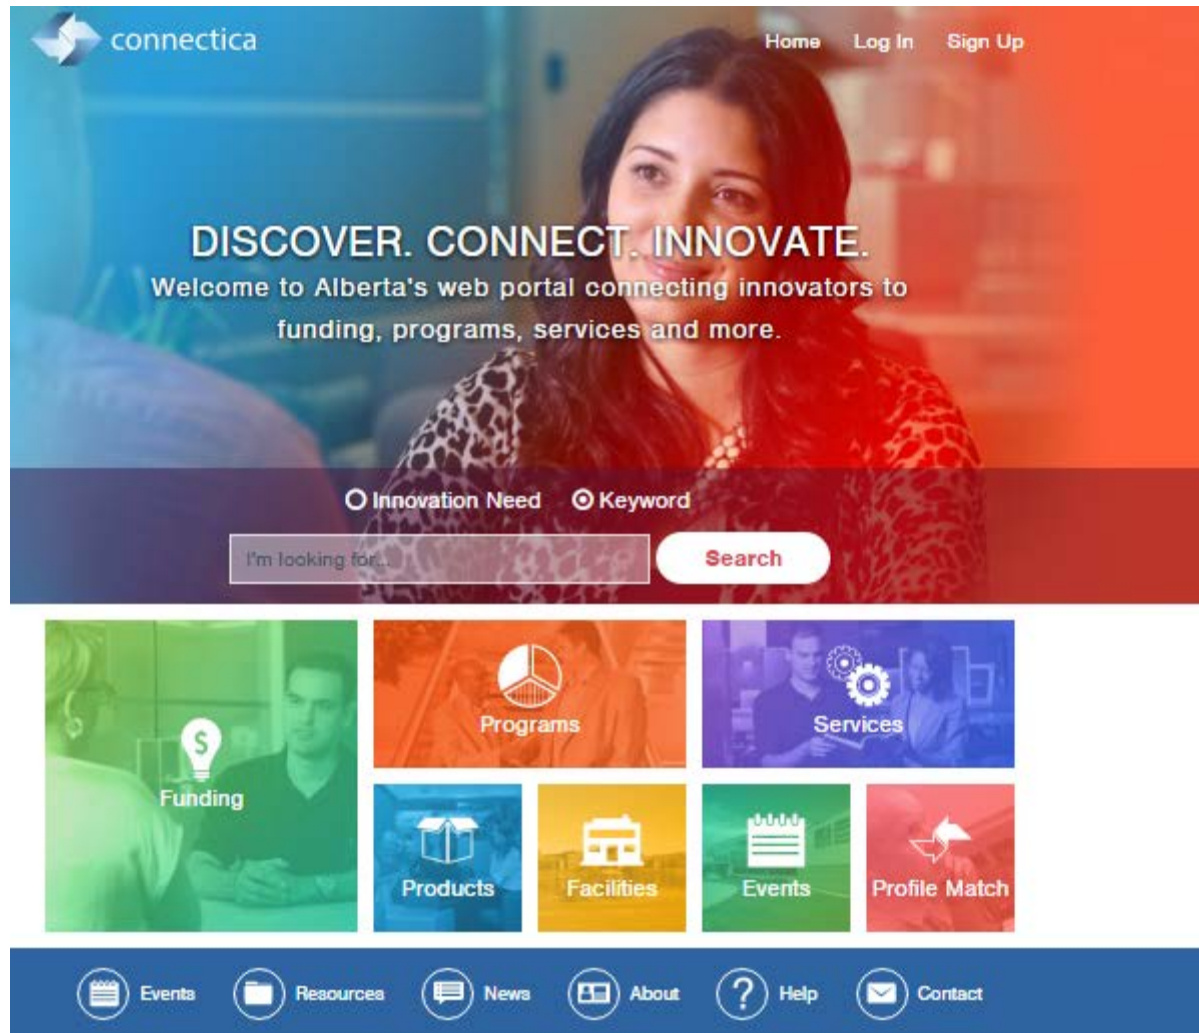 connectica
Home Log In Sign Up
DISCOVER. CONNECT. INNOVATE.
Welcome to Alberta's web portal connecting innovators to
funding, programs, services and more.
Innovation Need Keyword
I'm looking for... Search
Funding
Programs
Services
Products
Facilities
Events
Profile Match
Events Resources News About Help Contact